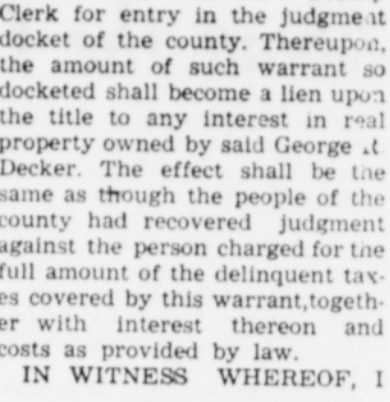 Clerk for entry in the judgment
docket of the county. Thereupon,
the amount of such warrant so
docketed shall become a lien upon
the title to any interest in real
property owned by said George
Decker. The effect shall be the
same as though the people of the
county had recovered judgment
against the person charged for the
full amount of the delinquent tax-
es covered by this warrant,togeth-
er with interest thereon and
costs as provided by law.
IN WITNESS WHEREOF, I